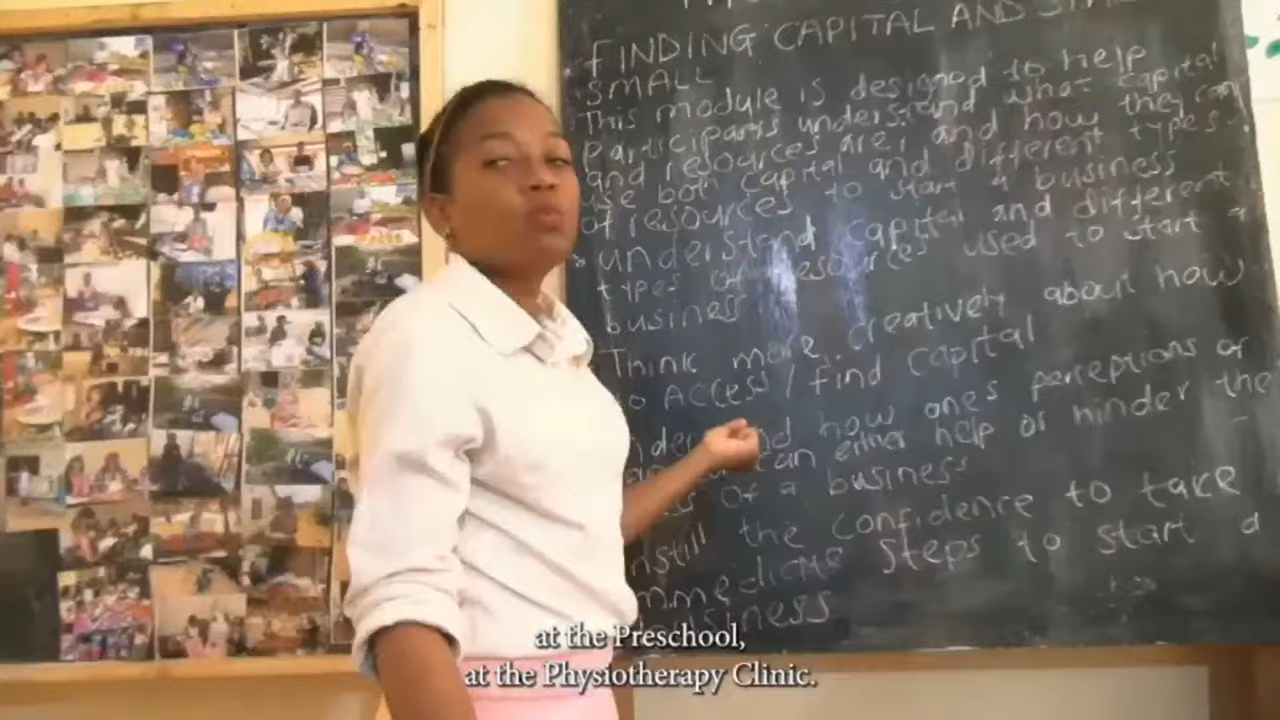 FINDING CAPITAL AND
SMALL
This module is designed to help
Participants understand what capital
and resources are, and how they can
use both capital and different types
of resources to start a business
understand capital and different
types of resources used to start a
business
Think more creatively about how
to Access / find capital
how ones perceptions or
can either help or hinder the
of a business
instill the confidence to take
immediate steps to start a
business
at the Preschool,
at the Physiotherapy Clinic.